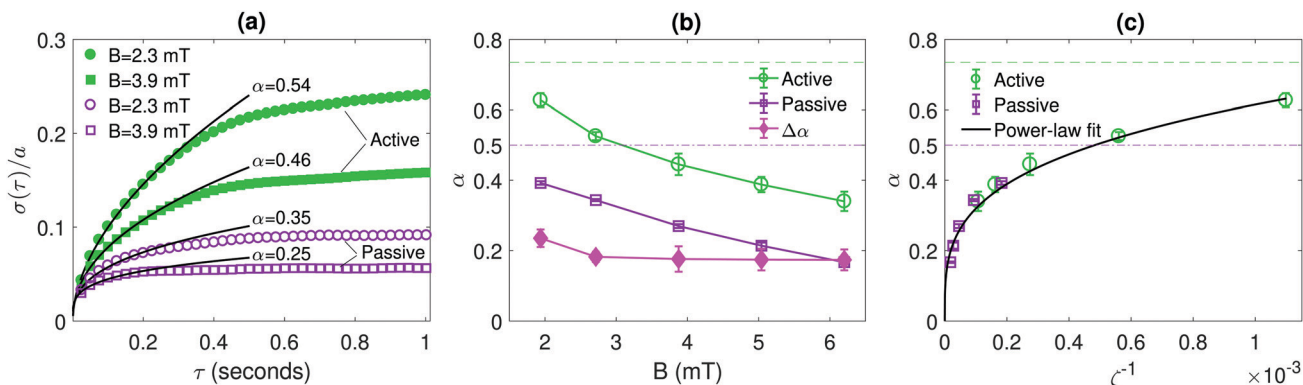 (a)
0.3
0.2
0.1
0
σ(τ)/a
B=2.3 mT
B=3.9 mT
B=2.3 mT
B=3.9 mT
α=0.54
α=0.46
α=0.35
α=0.25
Active
Passive
0.2 0.4 0.6 0.8 1
τ (seconds)
(b)
0.8
0.6
0.4
0.2
0
α
Active
Passive
Δα
2 3 4 5 6
B (mT)
(c)
0.8
0.6
0.4
0.2
0
α
Active
Passive
Power-law fit
0 0.2 0.4 0.6 0.8 1
ζ⁻¹ ×10⁻³